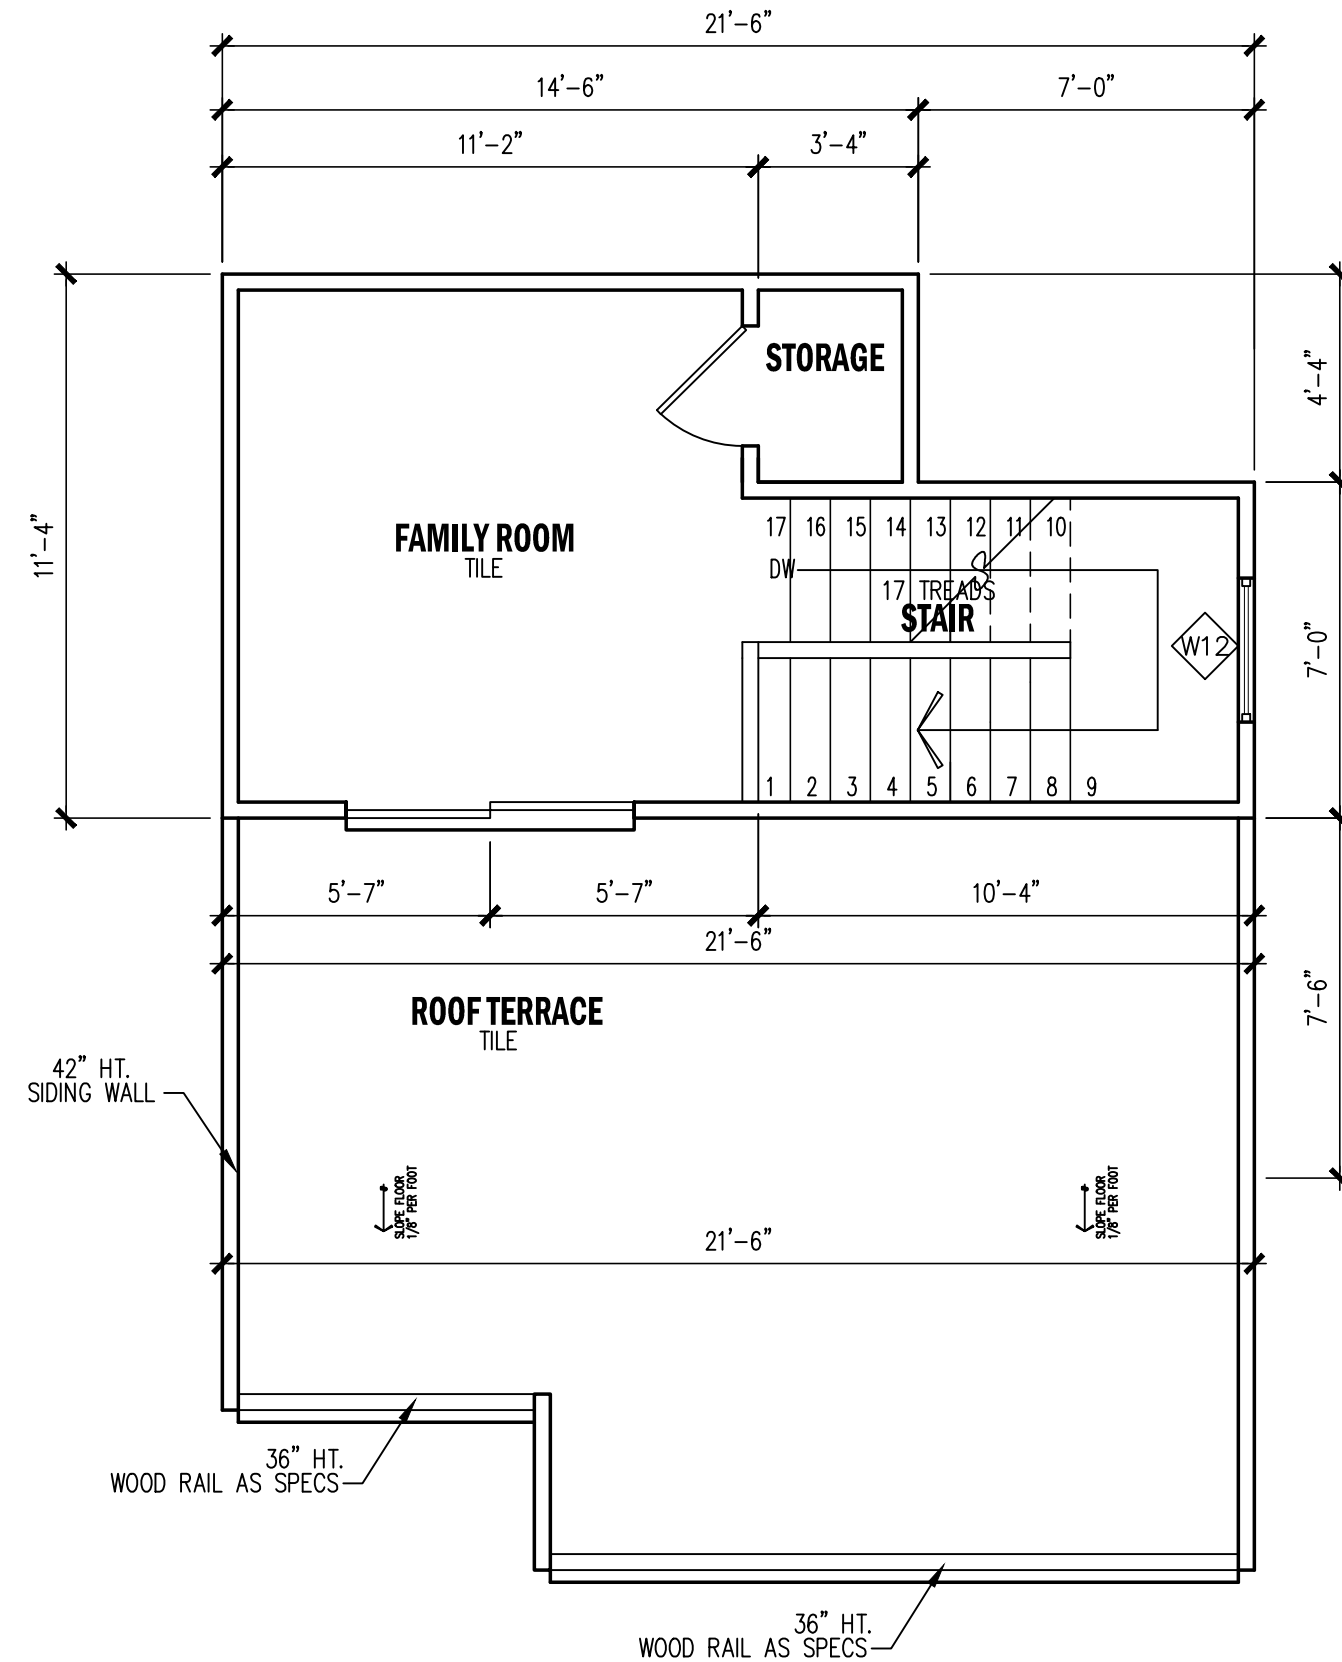 21'-6"
14'-6"
7'-0"
11'-2"
3'-4"
STORAGE
4'-4"
11'-4"
FAMILY ROOM
TILE
17 16 15 14 13 12 11 10
DW
17 TREADS
STAIR
W12
7'-0"
1 2 3 4 5 6 7 8 9
5'-7"
5'-7"
10'-4"
21'-6"
7'-6"
ROOF TERRACE
TILE
42" HT.
SIDING WALL
SLOPE FLOOR
1/8" PER FOOT
SLOPE FLOOR
1/8" PER FOOT
21'-6"
36" HT.
WOOD RAIL AS SPECS
36" HT.
WOOD RAIL AS SPECS